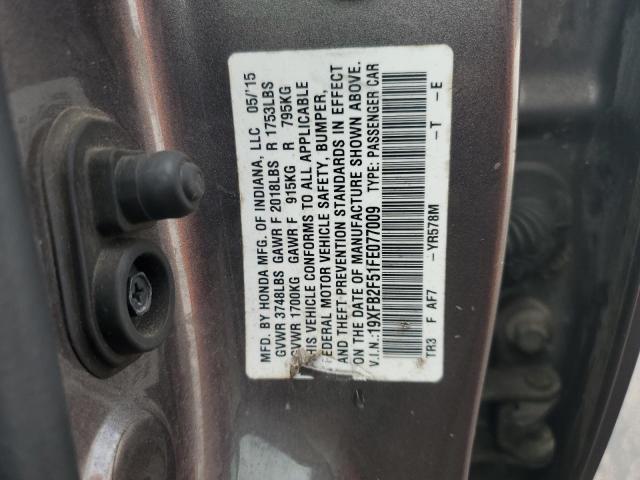 MFD. BY HONDA MFG. OF INDIANA, LLC 05/'15
GVWR 3748LBS GAWR F 2018LBS R 1753LBS
GVWR 1700KG GAWR F 915KG R 795KG
THIS VEHICLE CONFORMS TO ALL APPLICABLE
FEDERAL MOTOR VEHICLE SAFETY, BUMPER,
AND THEFT PREVENTION STANDARDS IN EFFECT
ON THE DATE OF MANUFACTURE SHOWN ABOVE.
V.I.N.:19XFB2F51FE077009 TYPE: PASSENGER CAR
TR3 F AF7 -YR578M -T -E